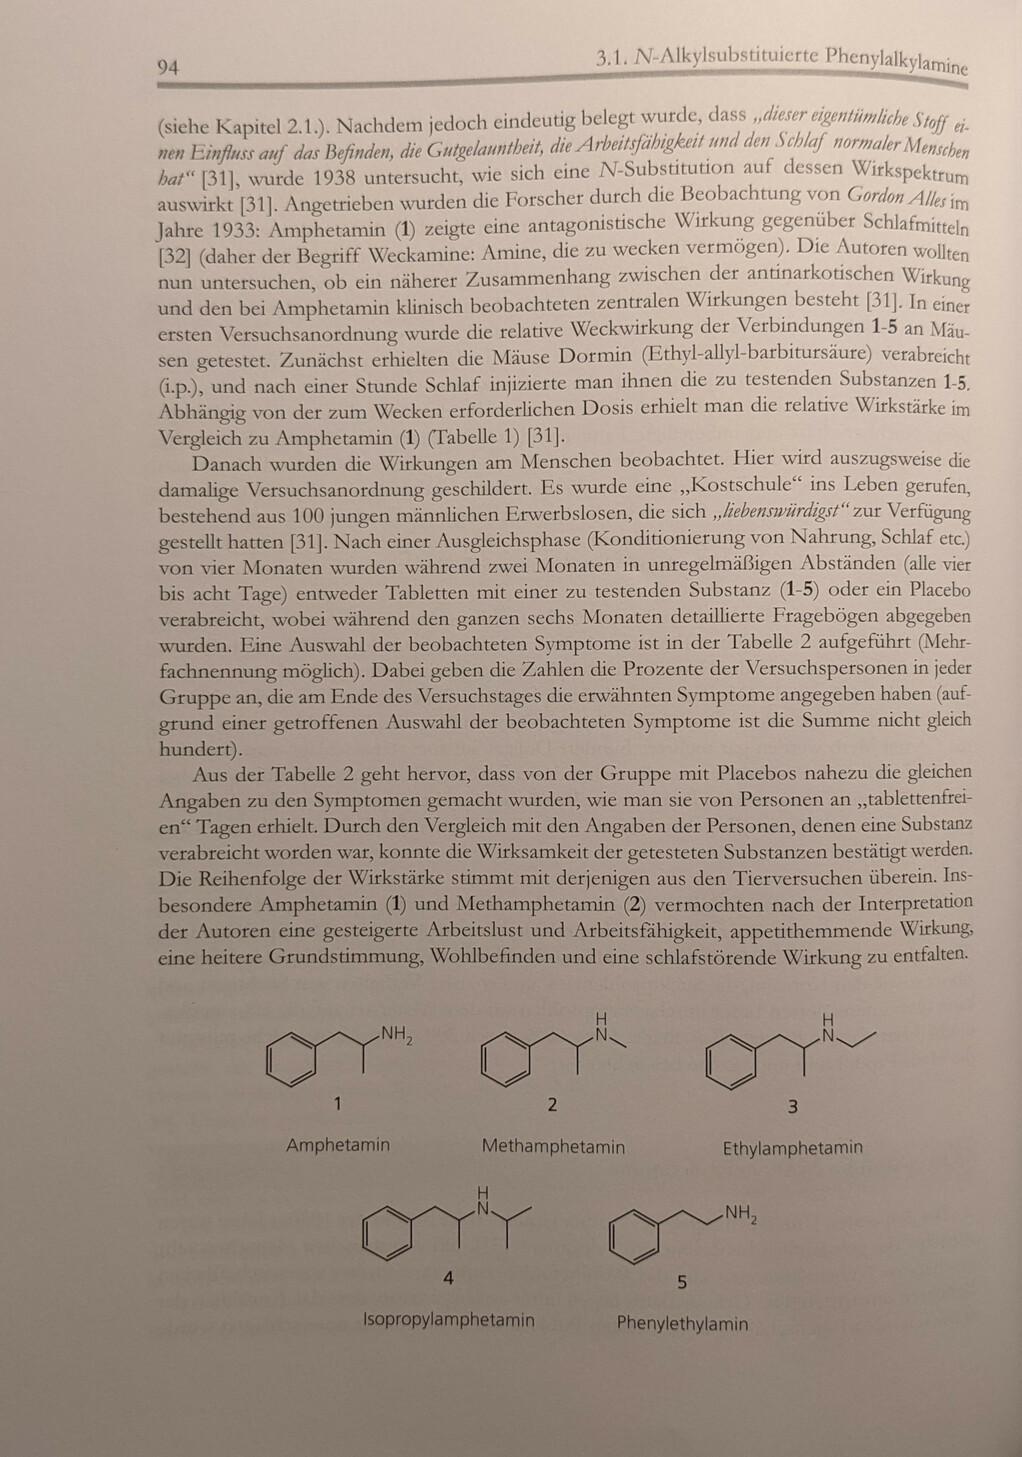 94
3.1. N-Alkylsubstituierte Phenylalkylamine
(siehe Kapitel 2.1.). Nachdem jedoch eindeutig belegt wurde, dass „dieser eigentümliche Stoff ei-
nen Einfluss auf das Befinden, die Gutgelauntheit, die Arbeitsfähigkeit und den Schlaf normaler Menschen
hat“ [31], wurde 1938 untersucht, wie sich eine N-Substitution auf dessen Wirkspektrum
auswirkt [31]. Angetrieben wurden die Forscher durch die Beobachtung von Gordon Alles im
Jahre 1933: Amphetamin (1) zeigte eine antagonistische Wirkung gegenüber Schlafmitteln
[32] (daher der Begriff Weckamine: Amine, die zu wecken vermögen). Die Autoren wollten
nun untersuchen, ob ein näherer Zusammenhang zwischen der antinarkotischen Wirkung
und den bei Amphetamin klinisch beobachteten zentralen Wirkungen besteht [31]. In einer
ersten Versuchsanordnung wurde die relative Weckwirkung der Verbindungen 1-5 an Mäu-
sen getestet. Zunächst erhielten die Mäuse Dormin (Ethyl-allyl-barbitursäure) verabreicht
(i.p.), und nach einer Stunde Schlaf injizierte man ihnen die zu testenden Substanzen 1-5.
Abhängig von der zum Wecken erforderlichen Dosis erhielt man die relative Wirkstärke im
Vergleich zu Amphetamin (1) (Tabelle 1) [31].
Danach wurden die Wirkungen am Menschen beobachtet. Hier wird auszugsweise die
damalige Versuchsanordnung geschildert. Es wurde eine „Kostschule“ ins Leben gerufen,
bestehend aus 100 jungen männlichen Erwerbslosen, die sich „liebenswürdigst“ zur Verfügung
gestellt hatten [31]. Nach einer Ausgleichsphase (Konditionierung von Nahrung, Schlaf etc.)
von vier Monaten wurden während zwei Monaten in unregelmäßigen Abständen (alle vier
bis acht Tage) entweder Tabletten mit einer zu testenden Substanz (1-5) oder ein Placebo
verabreicht, wobei während den ganzen sechs Monaten detaillierte Fragebögen abgegeben
wurden. Eine Auswahl der beobachteten Symptome ist in der Tabelle 2 aufgeführt (Mehr-
fachnennung möglich). Dabei geben die Zahlen die Prozente der Versuchspersonen in jeder
Gruppe an, die am Ende des Versuchstages die erwähnten Symptome angegeben haben (auf-
grund einer getroffenen Auswahl der beobachteten Symptome ist die Summe nicht gleich
hundert).
Aus der Tabelle 2 geht hervor, dass von der Gruppe mit Placebos nahezu die gleichen
Angaben zu den Symptomen gemacht wurden, wie man sie von Personen an „tablettenfrei-
en“ Tagen erhielt. Durch den Vergleich mit den Angaben der Personen, denen eine Substanz
verabreicht worden war, konnte die Wirksamkeit der getesteten Substanzen bestätigt werden.
Die Reihenfolge der Wirkstärke stimmt mit derjenigen aus den Tierversuchen überein. Ins-
besondere Amphetamin (1) und Methamphetamin (2) vermochten nach der Interpretation
der Autoren eine gesteigerte Arbeitslust und Arbeitsfähigkeit, appetithemmende Wirkung,
eine heitere Grundstimmung, Wohlbefinden und eine schlafstörende Wirkung zu entfalten.
NH2
H
N
H
N
1
2
3
Amphetamin
Methamphetamin
Ethylamphetamin
H
N
NH2
4
5
Isopropylamphetamin
Phenylethylamin